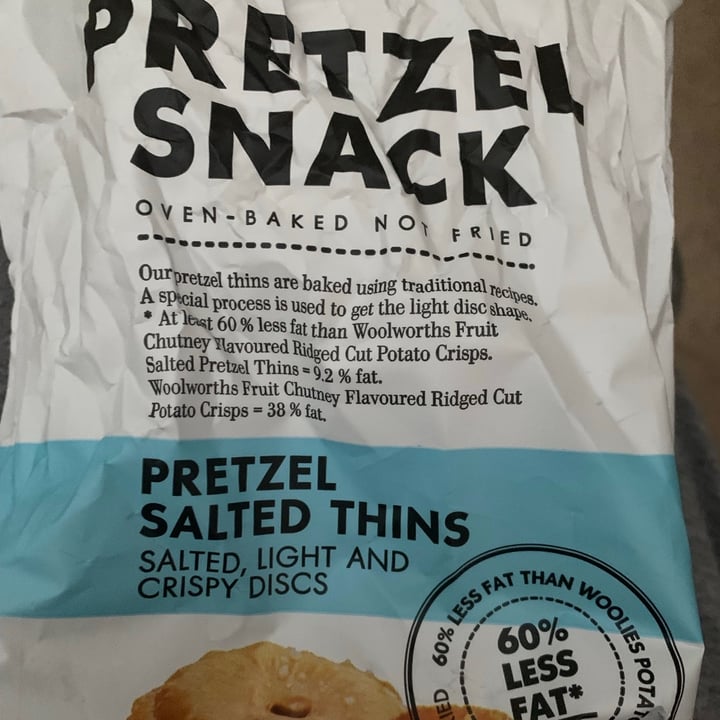 PRETZEL
SNACK
OVEN-BAKED NOT FRIED
Our pretzel thins are baked using traditional recipes.
A special process is used to get the light disc shape.
* At least 60 % less fat than Woolworths Fruit
Chutney Flavoured Ridged Cut Potato Crisps.
Salted Pretzel Thins = 9.2 % fat.
Woolworths Fruit Chutney Flavoured Ridged Cut
Potato Crisps = 38 % fat.
PRETZEL
SALTED THINS
SALTED, LIGHT AND
CRISPY DISCS
60% LESS FAT THAN WOOLIES
60%
LESS
FAT*